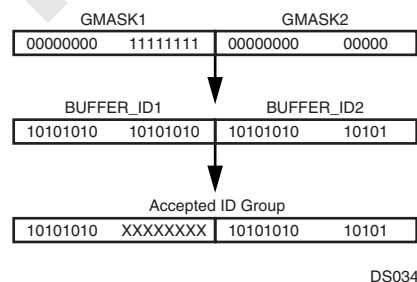 GMASK1 GMASK2
00000000 11111111 00000000 00000
BUFFER_ID1 BUFFER_ID2
10101010 10101010 10101010 10101
Accepted ID Group
10101010 XXXXXXXX 10101010 10101
DS034